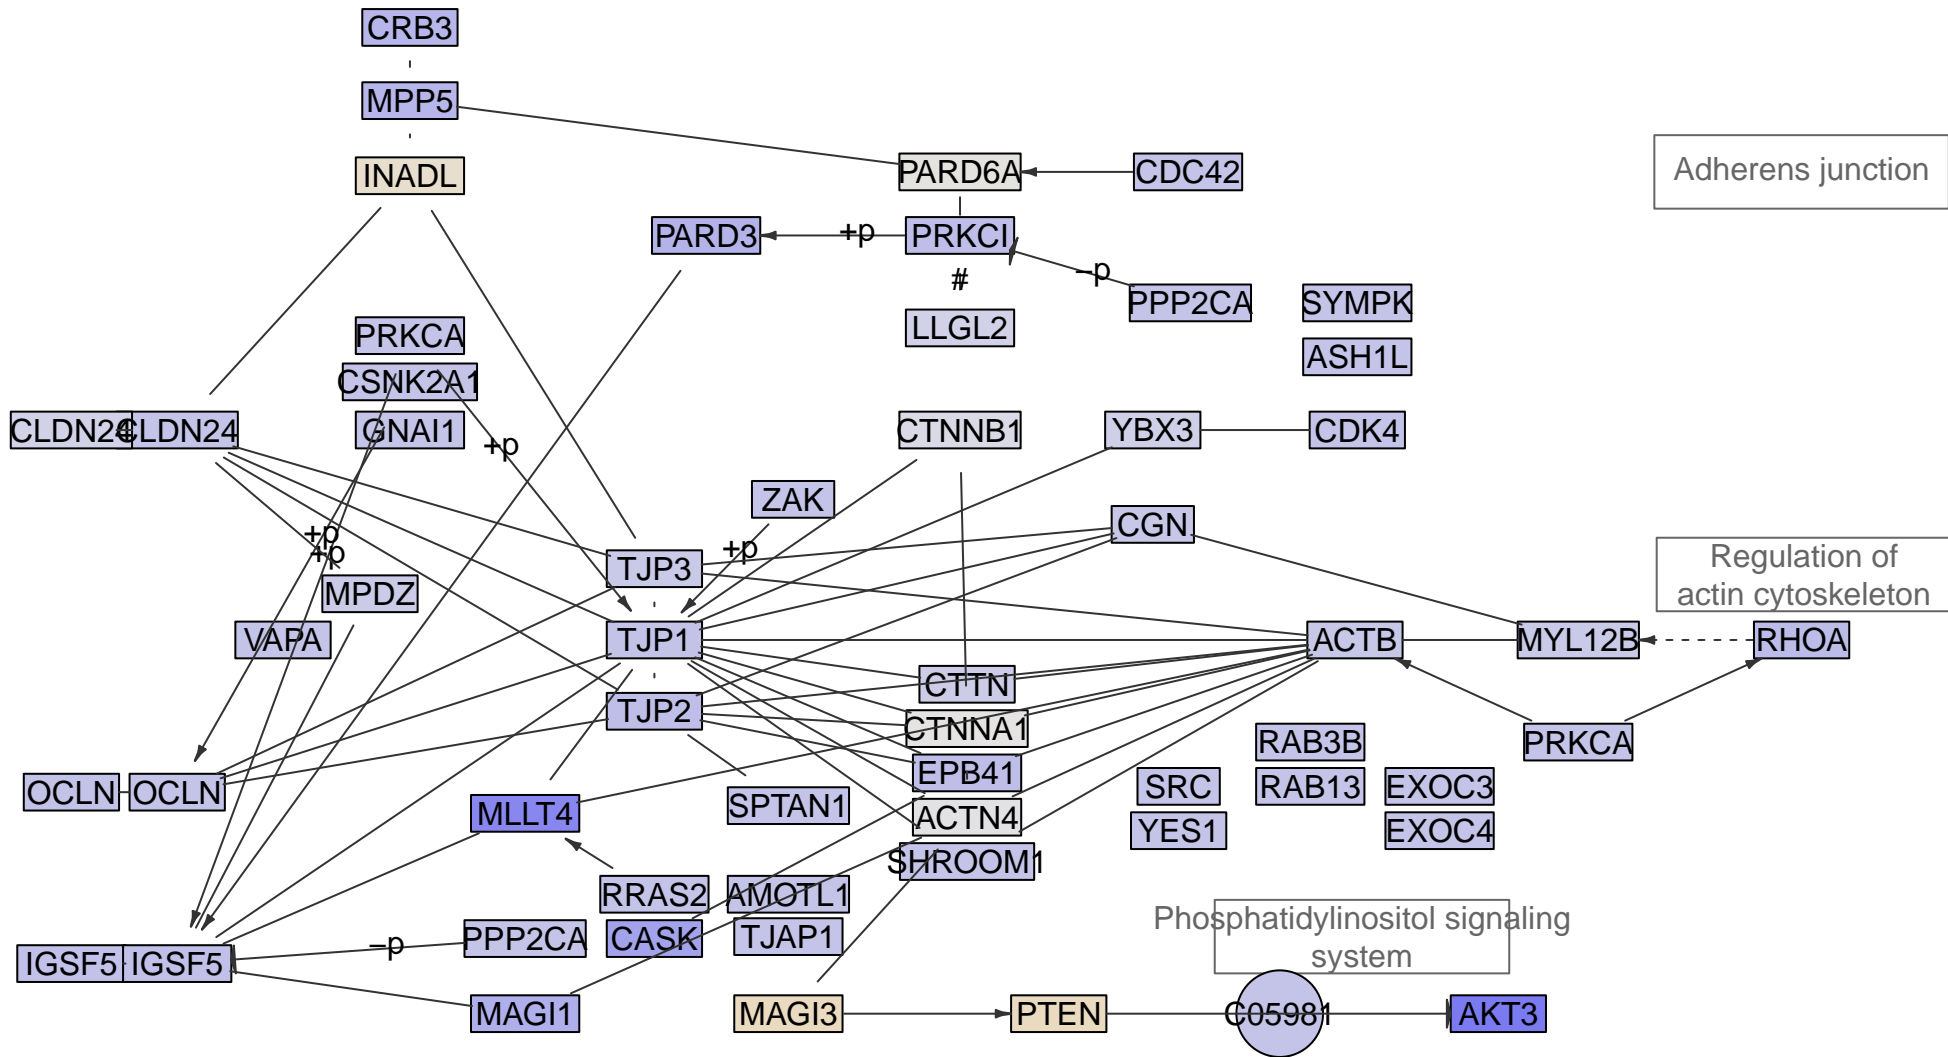 CRB3
MPP5
INADL
PARD6A
CDC42
Adherens junction
PARD3
+p
PRKCI
#
−p
PPP2CA
SYMPK
LLGL2
PRKCA
ASH1L
CSNK2A1
CLDN24
CLDN24
GNAI1
+p
CTNNB1
YBX3
CDK4
ZAK
CGN
+p
+p
+p
TJP3
Regulation of
actin cytoskeleton
MPDZ
VAPA
TJP1
ACTB
MYL12B
RHOA
CTTN
TJP2
CTNNA1
RAB3B
PRKCA
EPB41
OCLN
OCLN
MLLT4
SPTAN1
SRC
RAB13
EXOC3
ACTN4
YES1
EXOC4
SHROOM1
RRAS2
AMOTL1
PPP2CA
CASK
TJAP1
−p
Phosphatidylinositol signaling
system
IGSF5
IGSF5
MAGI1
MAGI3
PTEN
C05981
AKT3